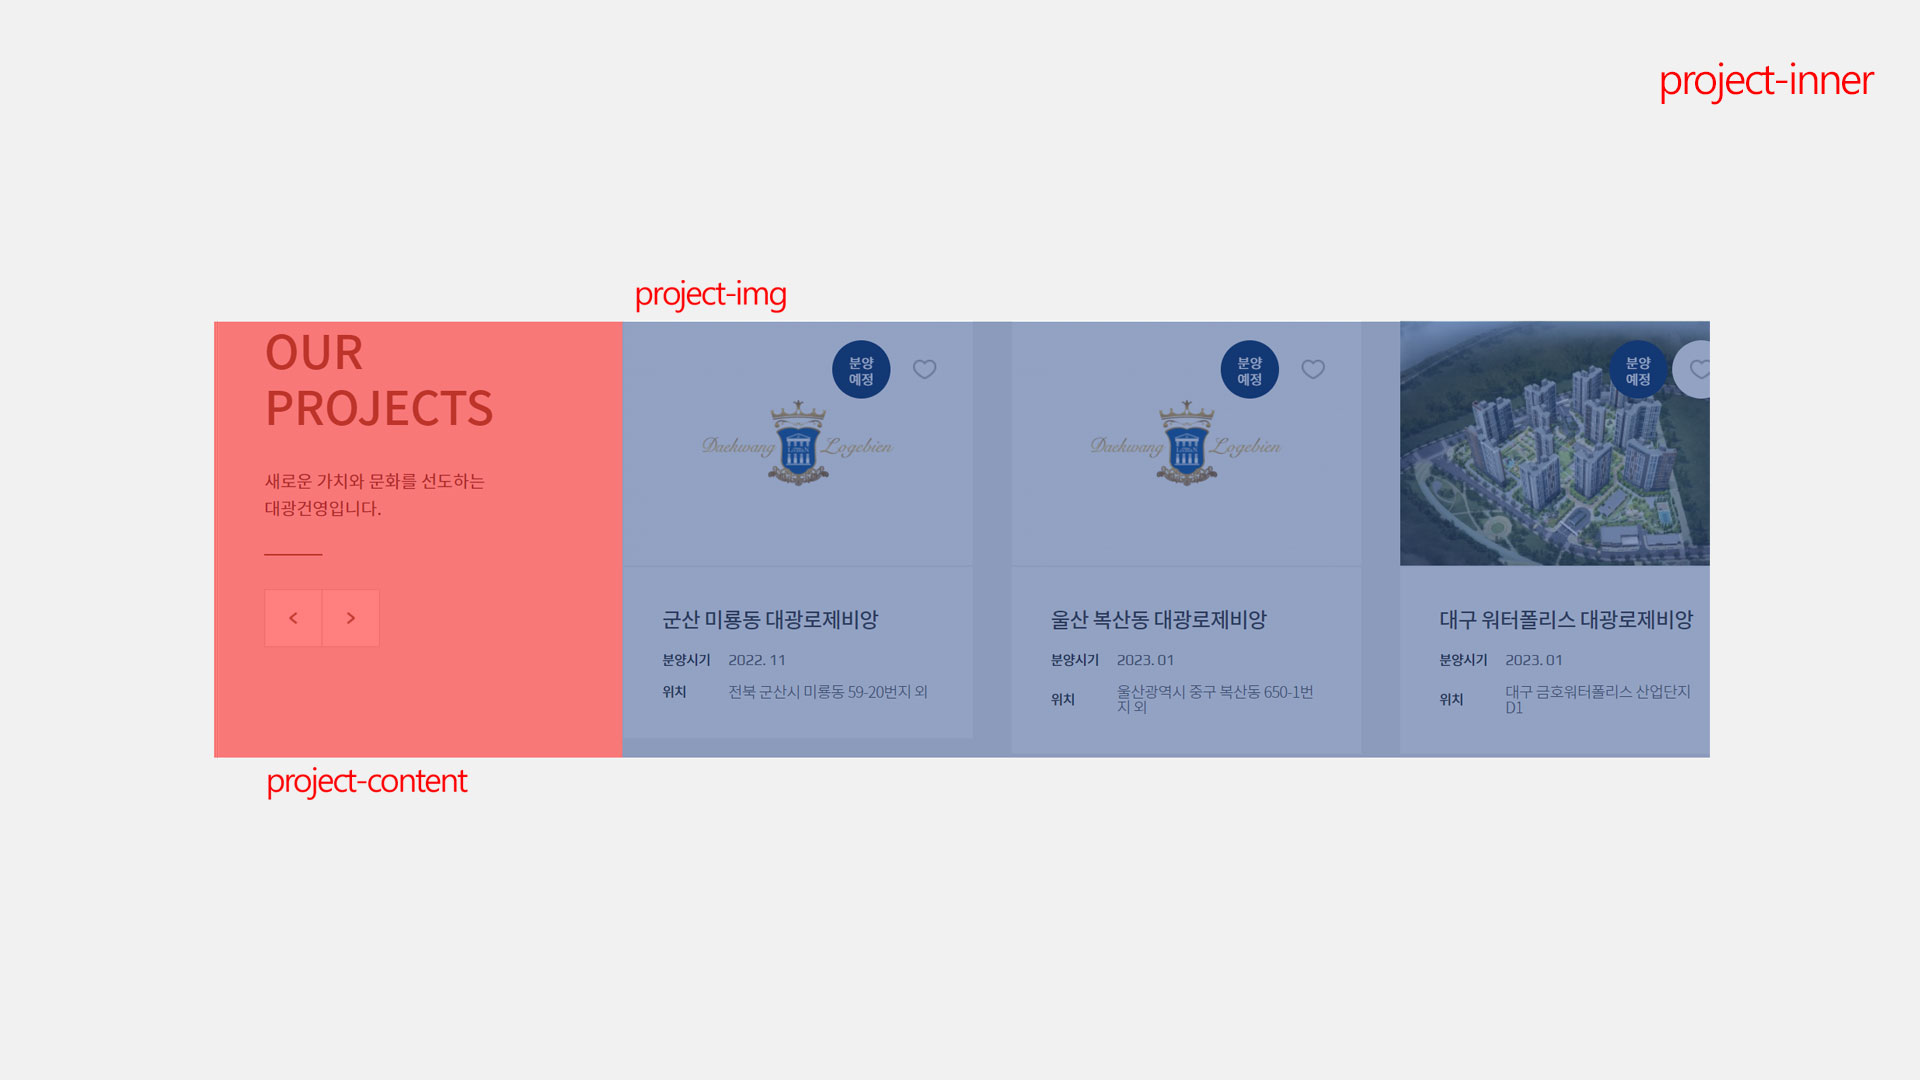 project-inner
project-img
OUR
PROJECTS
새로운 가치와 문화를 선도하는
대광건영입니다.
project-content
분양
예정
Daekwang Logebien
군산 미룡동 대광로제비앙
분양시기 2022. 11
위치 전북 군산시 미룡동 59-20번지 외
분양
예정
Daekwang Logebien
울산 복산동 대광로제비앙
분양시기 2023. 01
위치 울산광역시 중구 복산동 650-1번
지 외
분양
예정
대구 워터폴리스 대광로제비앙
분양시기 2023. 01
위치 대구 금호워터폴리스 산업단지
D1